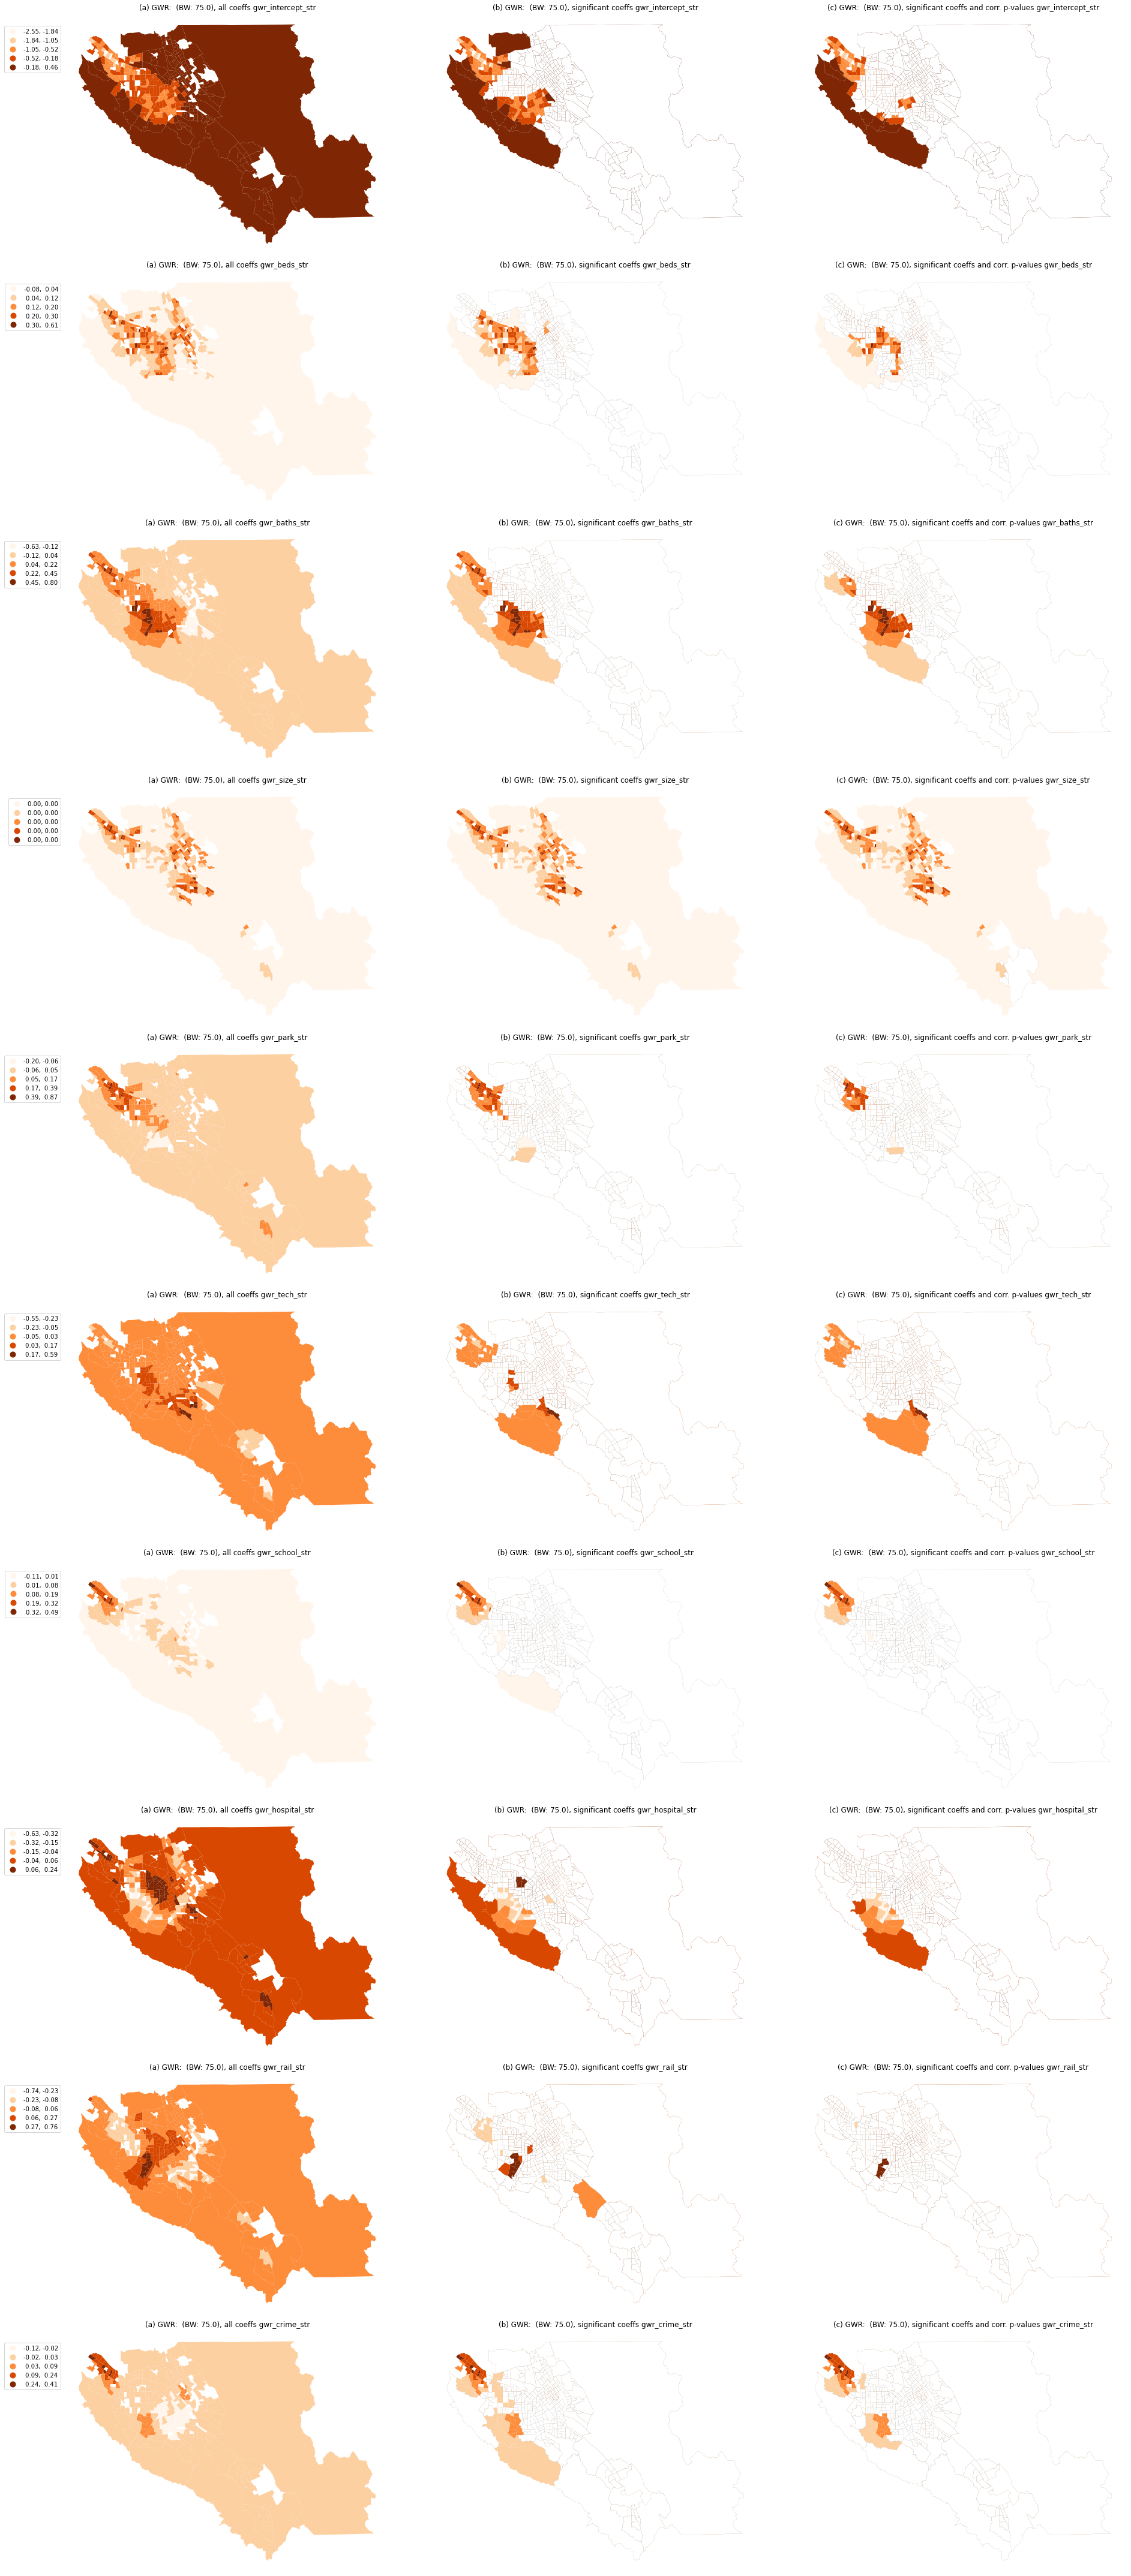 (a) GWR: (BW: 75.0), all coeffs gwr_intercept_str
(b) GWR: (BW: 75.0), significant coeffs gwr_intercept_str
(c) GWR: (BW: 75.0), significant coeffs and corr. p-values gwr_intercept_str
-2.55, -1.84
-1.84, -1.05
-1.05, -0.52
-0.52, -0.18
-0.18, 0.46
(a) GWR: (BW: 75.0), all coeffs gwr_beds_str
(b) GWR: (BW: 75.0), significant coeffs gwr_beds_str
(c) GWR: (BW: 75.0), significant coeffs and corr. p-values gwr_beds_str
-0.08, 0.04
0.04, 0.12
0.12, 0.20
0.20, 0.30
0.30, 0.61
(a) GWR: (BW: 75.0), all coeffs gwr_baths_str
(b) GWR: (BW: 75.0), significant coeffs gwr_baths_str
(c) GWR: (BW: 75.0), significant coeffs and corr. p-values gwr_baths_str
-0.63, -0.12
-0.12, 0.04
0.04, 0.22
0.22, 0.45
0.45, 0.80
(a) GWR: (BW: 75.0), all coeffs gwr_size_str
(b) GWR: (BW: 75.0), significant coeffs gwr_size_str
(c) GWR: (BW: 75.0), significant coeffs and corr. p-values gwr_size_str
0.00, 0.00
0.00, 0.00
0.00, 0.00
0.00, 0.00
0.00, 0.00
(a) GWR: (BW: 75.0), all coeffs gwr_park_str
(b) GWR: (BW: 75.0), significant coeffs gwr_park_str
(c) GWR: (BW: 75.0), significant coeffs and corr. p-values gwr_park_str
-0.20, -0.06
-0.06, 0.05
0.05, 0.17
0.17, 0.39
0.39, 0.87
(a) GWR: (BW: 75.0), all coeffs gwr_tech_str
(b) GWR: (BW: 75.0), significant coeffs gwr_tech_str
(c) GWR: (BW: 75.0), significant coeffs and corr. p-values gwr_tech_str
-0.55, -0.23
-0.23, -0.05
-0.05, 0.03
0.03, 0.17
0.17, 0.59
(a) GWR: (BW: 75.0), all coeffs gwr_school_str
(b) GWR: (BW: 75.0), significant coeffs gwr_school_str
(c) GWR: (BW: 75.0), significant coeffs and corr. p-values gwr_school_str
-0.11, 0.01
0.01, 0.08
0.08, 0.19
0.19, 0.32
0.32, 0.49
(a) GWR: (BW: 75.0), all coeffs gwr_hospital_str
(b) GWR: (BW: 75.0), significant coeffs gwr_hospital_str
(c) GWR: (BW: 75.0), significant coeffs and corr. p-values gwr_hospital_str
-0.63, -0.32
-0.32, -0.15
-0.15, -0.04
-0.04, 0.06
0.06, 0.24
(a) GWR: (BW: 75.0), all coeffs gwr_rail_str
(b) GWR: (BW: 75.0), significant coeffs gwr_rail_str
(c) GWR: (BW: 75.0), significant coeffs and corr. p-values gwr_rail_str
-0.74, -0.23
-0.23, -0.08
-0.08, 0.06
0.06, 0.27
0.27, 0.76
(a) GWR: (BW: 75.0), all coeffs gwr_crime_str
(b) GWR: (BW: 75.0), significant coeffs gwr_crime_str
(c) GWR: (BW: 75.0), significant coeffs and corr. p-values gwr_crime_str
-0.12, -0.02
-0.02, 0.03
0.03, 0.09
0.09, 0.24
0.24, 0.41